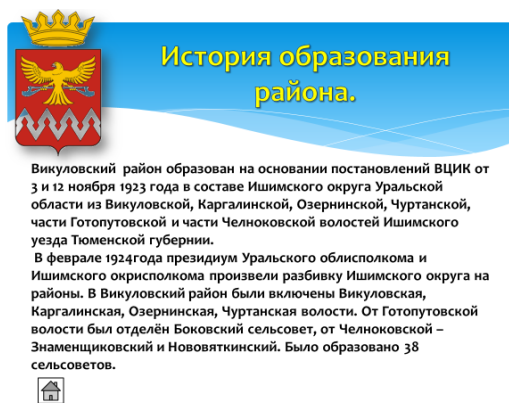 История образования
района.
Викуловский район образован на основании постановлений ВЦИК от
3 и 12 ноября 1923 года в составе Ишимского округа Уральской
области из Викуловской, Каргалинской, Озернинской, Чуртанской,
части Готопутовской и части Челноковской волостей Ишимского
уезда Тюменской губернии.
В феврале 1924года президиум Уральского облисполкома и
Ишимского окрисполкома произвели разбивку Ишимского округа на
районы. В Викуловский район были включены Викуловская,
Каргалинская, Озернинская, Чуртанская волости. От Готопутовской
волости был отделён Боковский сельсовет, от Челноковской –
Знаменщиковский и Нововяткинский. Было образовано 38
сельсоветов.